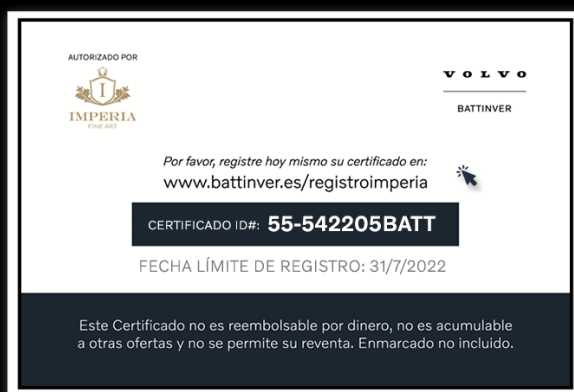 AUTORIZADO POR
I
IMPERIA
FINE ART
VOLVO
BATTINVER
Por favor, registre hoy mismo su certificado en:
www.battinver.es/registroimperia
CERTIFICADO ID#: 55-542205BATT
FECHA LÍMITE DE REGISTRO: 31/7/2022
Este Certificado no es reembolsable por dinero, no es acumulable
a otras ofertas y no se permite su reventa. Enmarcado no incluido.